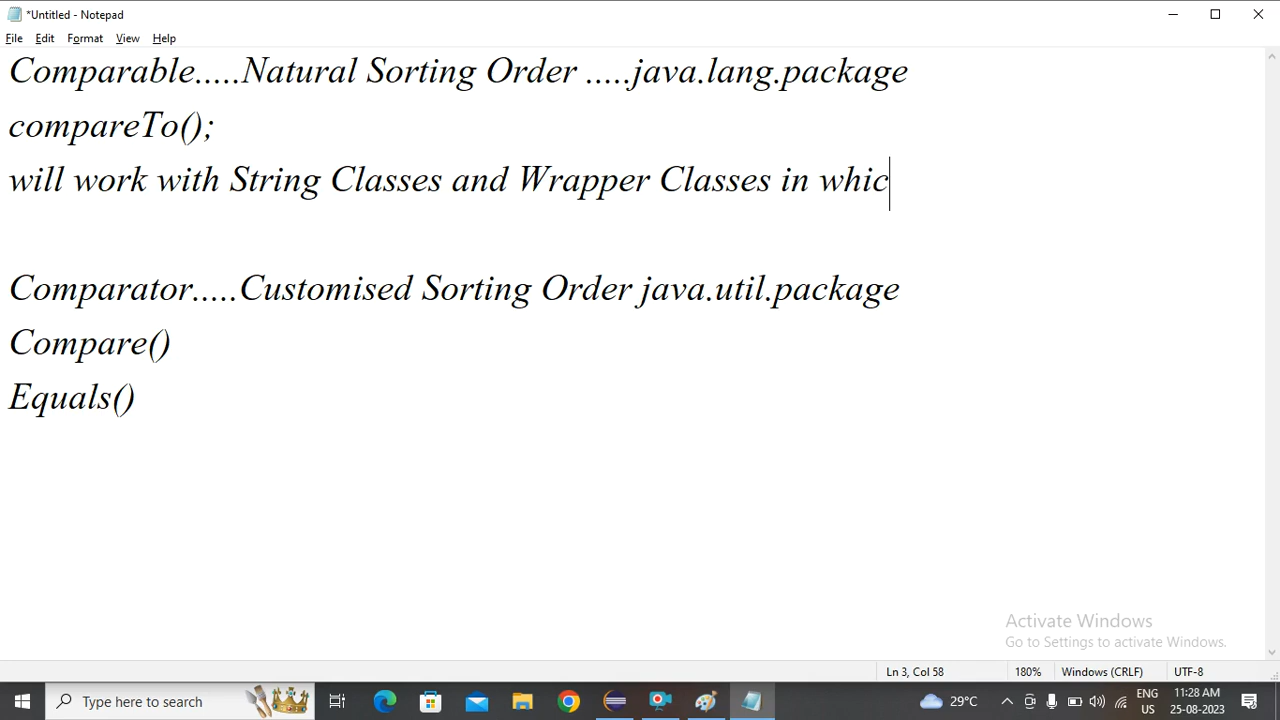 *Untitled - Notepad
File Edit Format View Help
Comparable.....Natural Sorting Order .....java.lang.package
compareTo();
will work with String Classes and Wrapper Classes in whic
Comparator.....Customised Sorting Order java.util.package
Compare()
Equals()
Activate Windows
Go to Settings to activate Windows.
Ln 3, Col 58 180% Windows (CRLF) UTF-8
Type here to search 29°C ENG 11:28 AM
US 25-08-2023